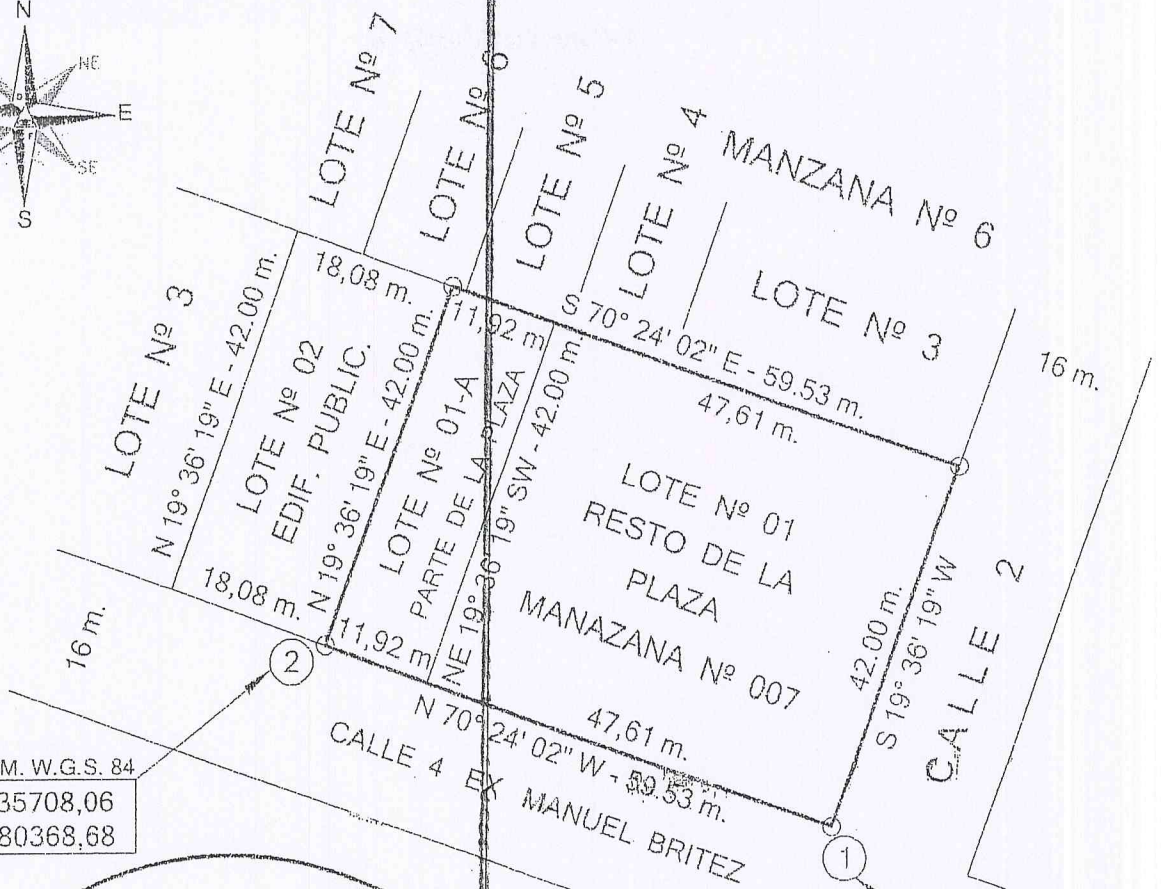 N
NE
E
SE
S
LOTE Nº 7
LOTE Nº 6
LOTE Nº 5
LOTE Nº 4
MANZANA Nº 6
LOTE Nº 3
16 m.
LOTE Nº 3
N 19° 36' 19" E - 42.00 m.
18,08 m.
LOTE Nº 02
EDIF. PUBLIC.
18,08 m.
N 19° 36' 19" E - 42.00 m.
11,92 m
LOTE Nº 01-A
PARTE DE LA PLAZA
11,92 m
NE 19° 36' 19" SW - 42.00 m.
S 70° 24' 02" E - 59.53 m.
47,61 m.
LOTE Nº 01
RESTO DE LA
PLAZA
MANAZANA Nº 007
42.00 m.
S 19° 36' 19" W
CALLE 2
47,61 m.
N 70° 24' 02" W - 59.53 m.
CALLE 4 EX MANUEL BRITEZ
16 m.
2
1
M. W.G.S. 84
35708,06
80368,68